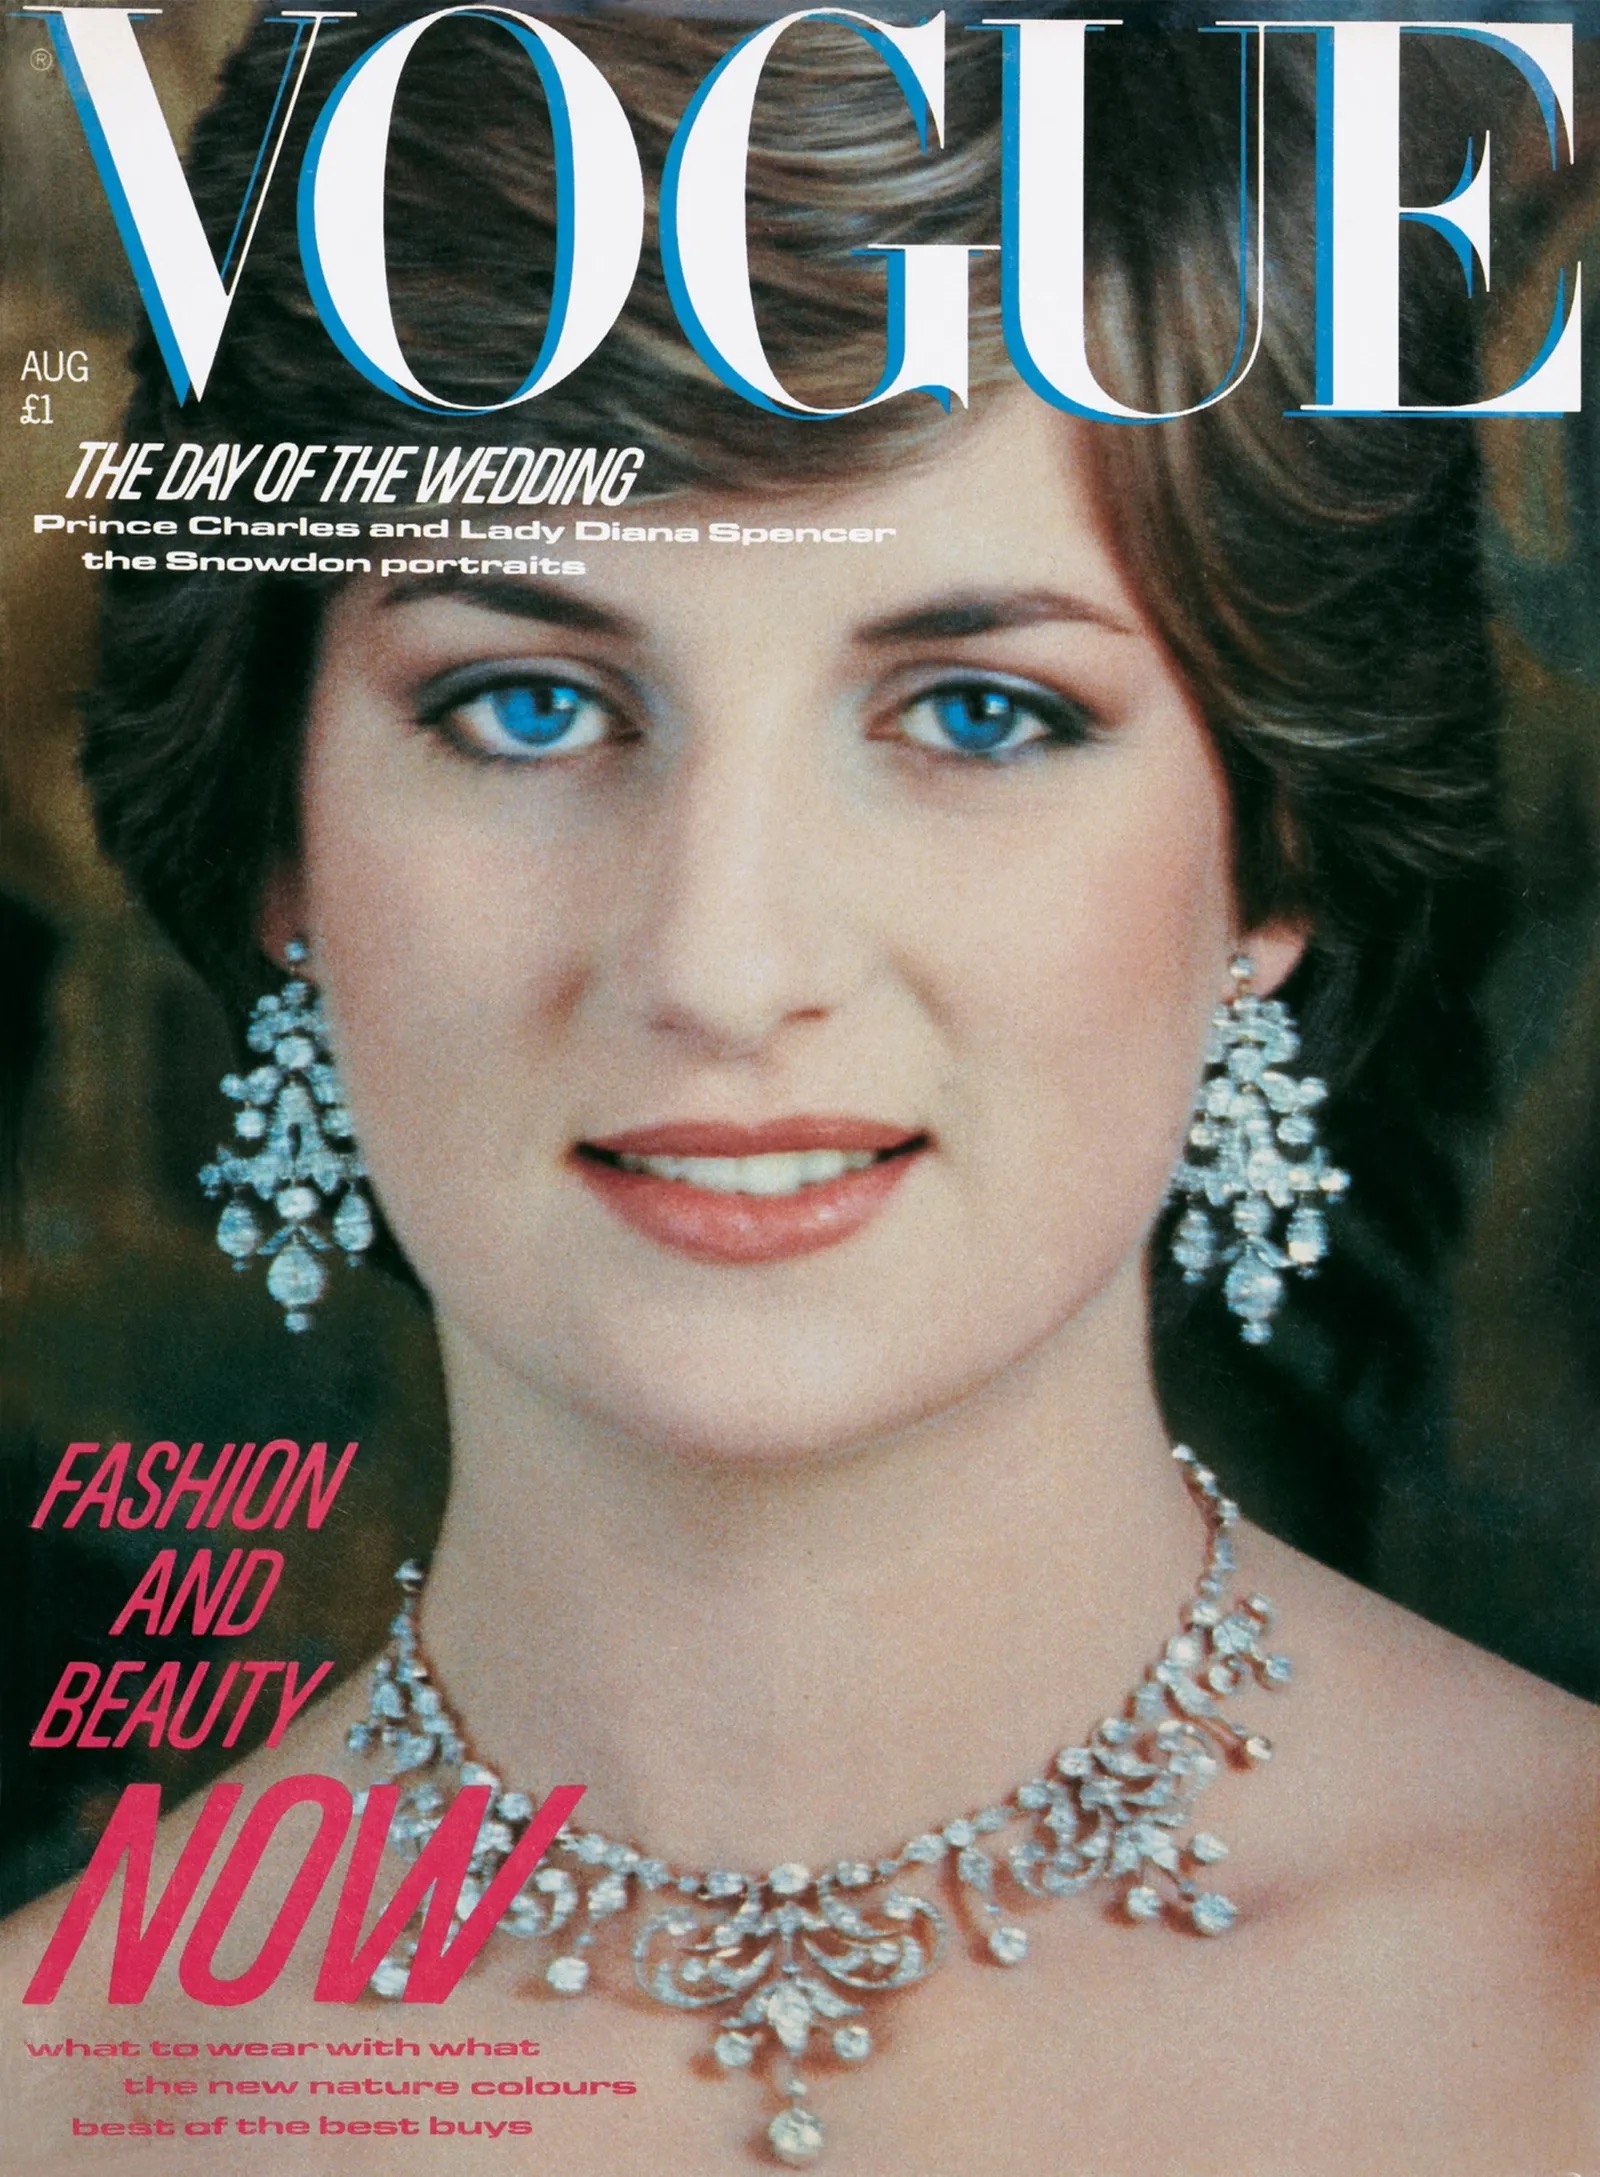 VOGUE
®
AUG
£1
THE DAY OF THE WEDDING
Prince Charles and Lady Diana Spencer
the Snowdon portraits
FASHION
AND
BEAUTY
NOW
what to wear with what
the new nature colours
best of the best buys